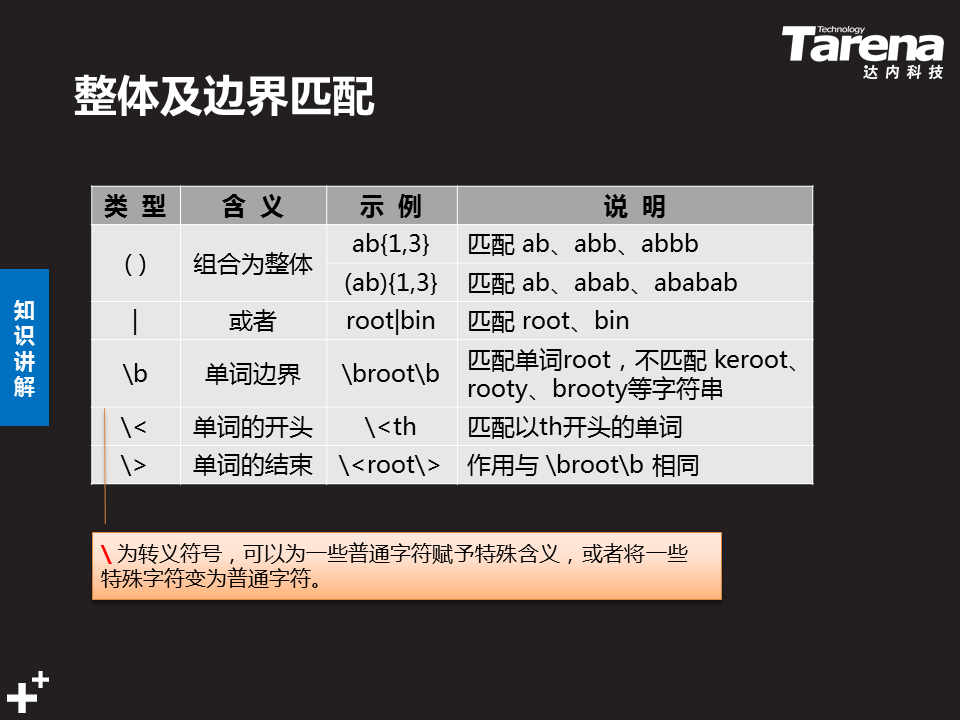 Technology
Tarena
达内科技
整体及边界匹配
类 型 含 义 示 例 说 明
( ) 组合为整体 ab{1,3} 匹配 ab、abb、abbb
(ab){1,3} 匹配 ab、abab、ababab
| 或者 root|bin 匹配 root、bin
\b 单词边界 \broot\b 匹配单词root，不匹配 keroot、
rooty、brooty等字符串
\< 单词的开头 \<th 匹配以th开头的单词
\> 单词的结束 \<root\> 作用与 \broot\b 相同
知
识
讲
解
\ 为转义符号，可以为一些普通字符赋予特殊含义，或者将一些
特殊字符变为普通字符。